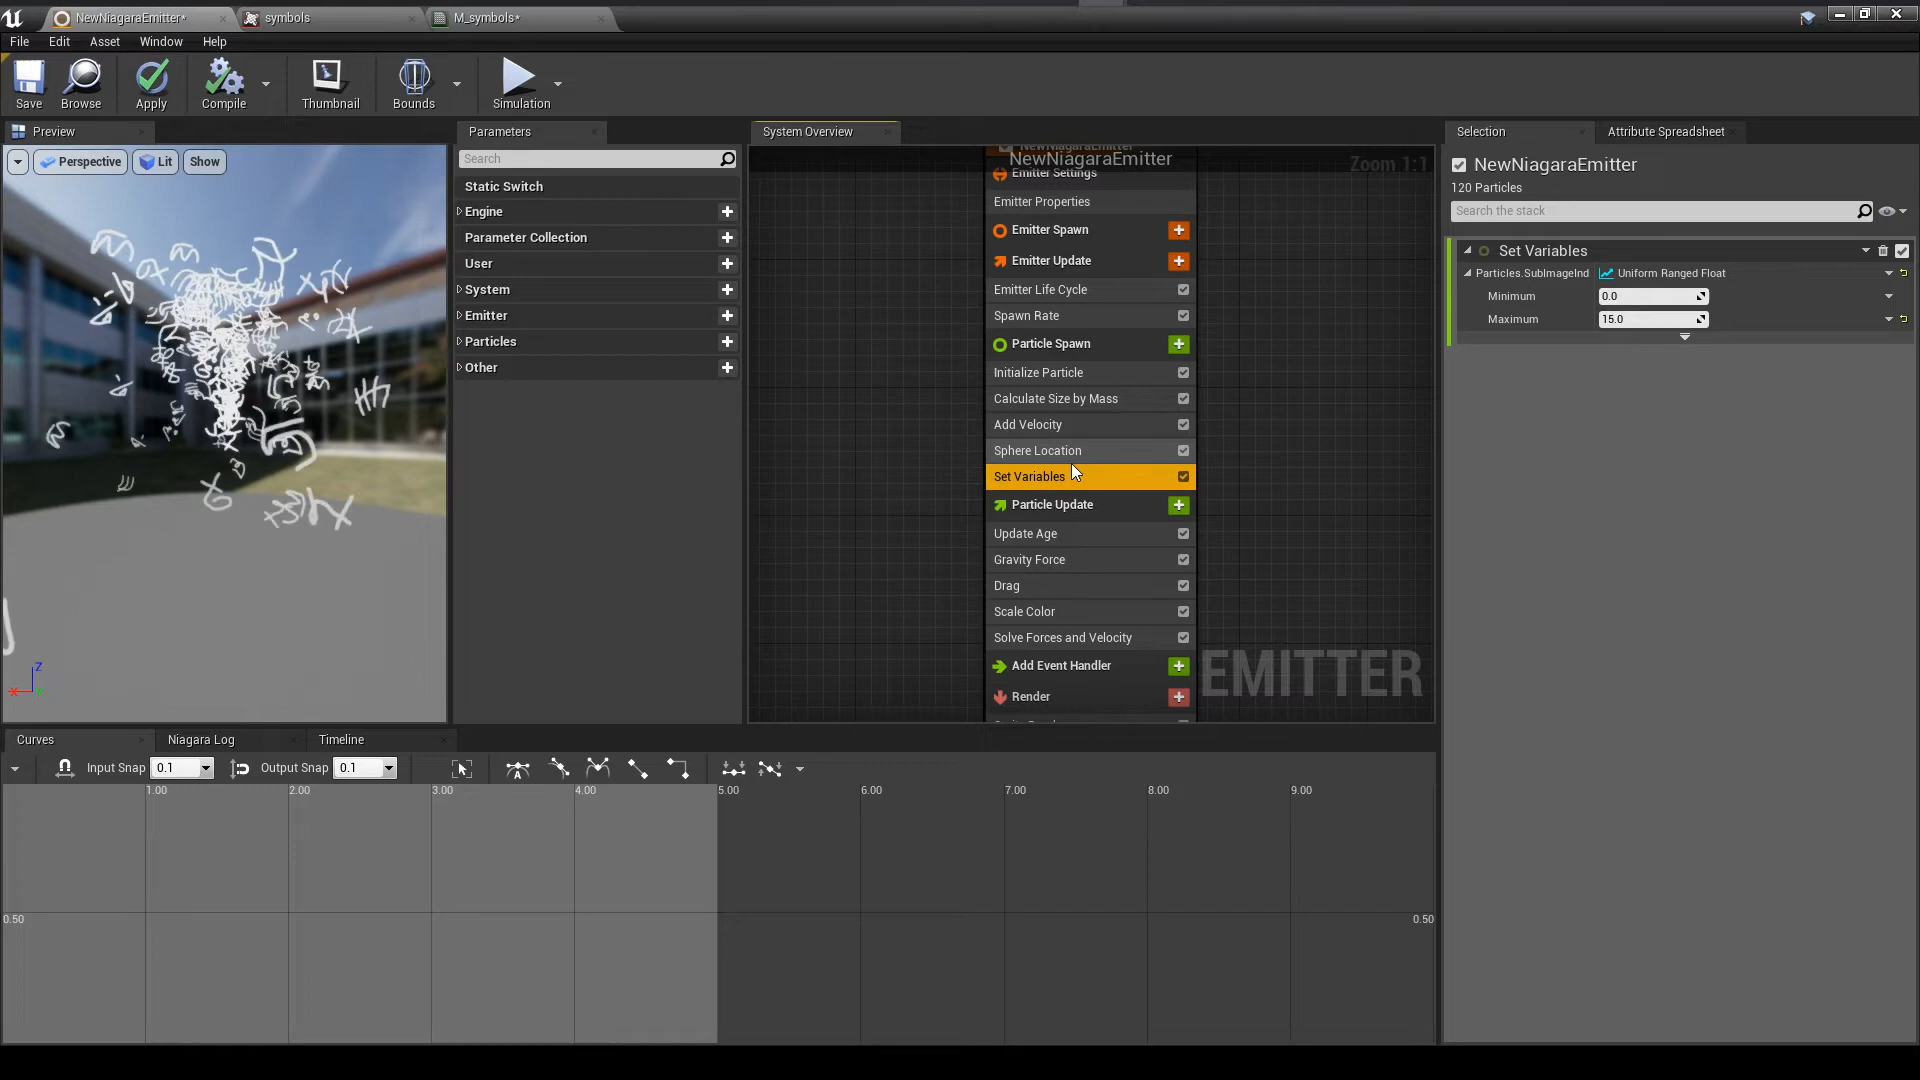 NewNiagaraEmitter*
symbols
M_symbols*
File
Edit
Asset
Window
Help
Save
Browse
Apply
Compile
Thumbnail
Bounds
Simulation
Preview
Perspective
Lit
Show
Z
X
Parameters
Search
Static Switch
Engine
Parameter Collection
User
System
Emitter
Particles
Other
System Overview
NewNiagaraEmitter
NewNiagaraEmitter
Zoom 1:1
Emitter Settings
Emitter Properties
Emitter Spawn
Emitter Update
Emitter Life Cycle
Spawn Rate
Particle Spawn
Initialize Particle
Calculate Size by Mass
Add Velocity
Sphere Location
Set Variables
Particle Update
Update Age
Gravity Force
Drag
Scale Color
Solve Forces and Velocity
Add Event Handler
Render
EMITTER
Selection
Attribute Spreadsheet
NewNiagaraEmitter
120 Particles
Search the stack
Set Variables
Particles.SubImageInd
Uniform Ranged Float
Minimum
0.0
Maximum
15.0
Curves
Niagara Log
Timeline
Input Snap
0.1
Output Snap
0.1
1.00
2.00
3.00
4.00
5.00
6.00
7.00
8.00
9.00
0.50
0.50